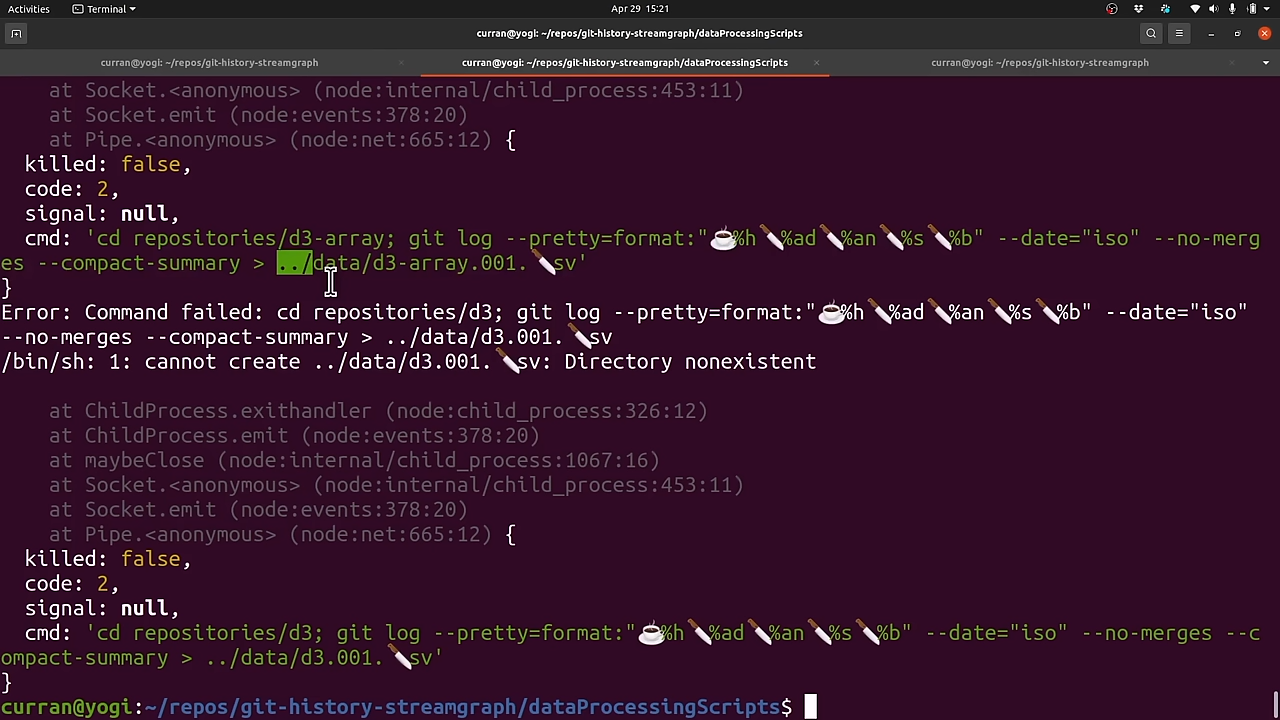 Activities
Terminal
Apr 29 15:21
curran@yogi: ~/repos/git-history-streamgraph/dataProcessingScripts
curran@yogi: ~/repos/git-history-streamgraph
curran@yogi: ~/repos/git-history-streamgraph/dataProcessingScripts
curran@yogi: ~/repos/git-history-streamgraph
at Socket.<anonymous> (node:internal/child_process:453:11)
at Socket.emit (node:events:378:20)
at Pipe.<anonymous> (node:net:665:12) {
killed: false,
code: 2,
signal: null,
cmd: 'cd repositories/d3-array; git log --pretty=format:"☕%h🔪%ad🔪%an🔪%s🔪%b" --date="iso" --no-merg
es --compact-summary > ../data/d3-array.001.🔪sv'
}
Error: Command failed: cd repositories/d3; git log --pretty=format:"☕%h🔪%ad🔪%an🔪%s🔪%b" --date="iso"
--no-merges --compact-summary > ../data/d3.001.🔪sv
/bin/sh: 1: cannot create ../data/d3.001.🔪sv: Directory nonexistent
at ChildProcess.exithandler (node:child_process:326:12)
at ChildProcess.emit (node:events:378:20)
at maybeClose (node:internal/child_process:1067:16)
at Socket.<anonymous> (node:internal/child_process:453:11)
at Socket.emit (node:events:378:20)
at Pipe.<anonymous> (node:net:665:12) {
killed: false,
code: 2,
signal: null,
cmd: 'cd repositories/d3; git log --pretty=format:"☕%h🔪%ad🔪%an🔪%s🔪%b" --date="iso" --no-merges --c
ompact-summary > ../data/d3.001.🔪sv'
}
curran@yogi:~/repos/git-history-streamgraph/dataProcessingScripts$